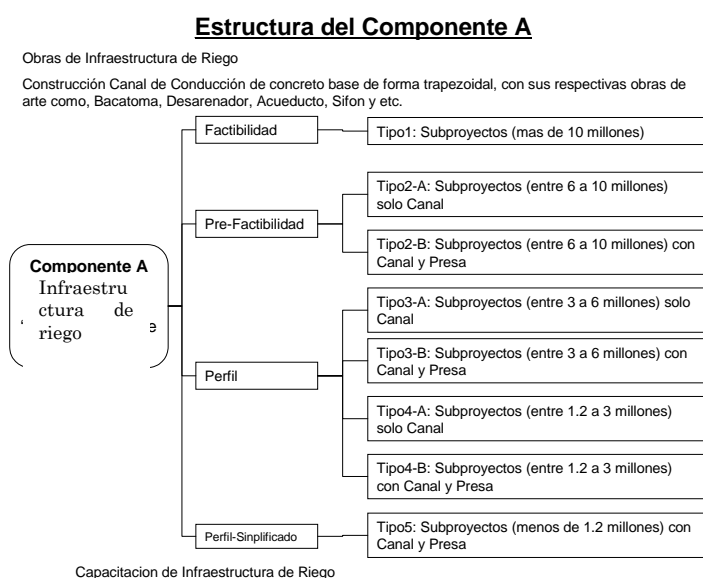 Estructura del Componente A
Obras de Infraestructura de Riego
Construcción Canal de Conducción de concreto base de forma trapezoidal, con sus respectivas obras de
arte como, Bacatoma, Desarenador, Acueducto, Sifon y etc.
Factibilidad
Tipo1: Subproyectos (mas de 10 millones)
Pre-Factibilidad
Tipo2-A: Subproyectos (entre 6 a 10 millones)
solo Canal
Tipo2-B: Subproyectos (entre 6 a 10 millones) con
Canal y Presa
Componente A
Infraestru
ctura de
riego
Perfil
Tipo3-A: Subproyectos (entre 3 a 6 millones) solo
Canal
Tipo3-B: Subproyectos (entre 3 a 6 millones) con
Canal y Presa
Tipo4-A: Subproyectos (entre 1.2 a 3 millones)
solo Canal
Tipo4-B: Subproyectos (entre 1.2 a 3 millones)
con Canal y Presa
Perfil-Sinplificado
Tipo5: Subproyectos (menos de 1.2 millones) con
Canal y Presa
Capacitacion de Infraestructura de Riego